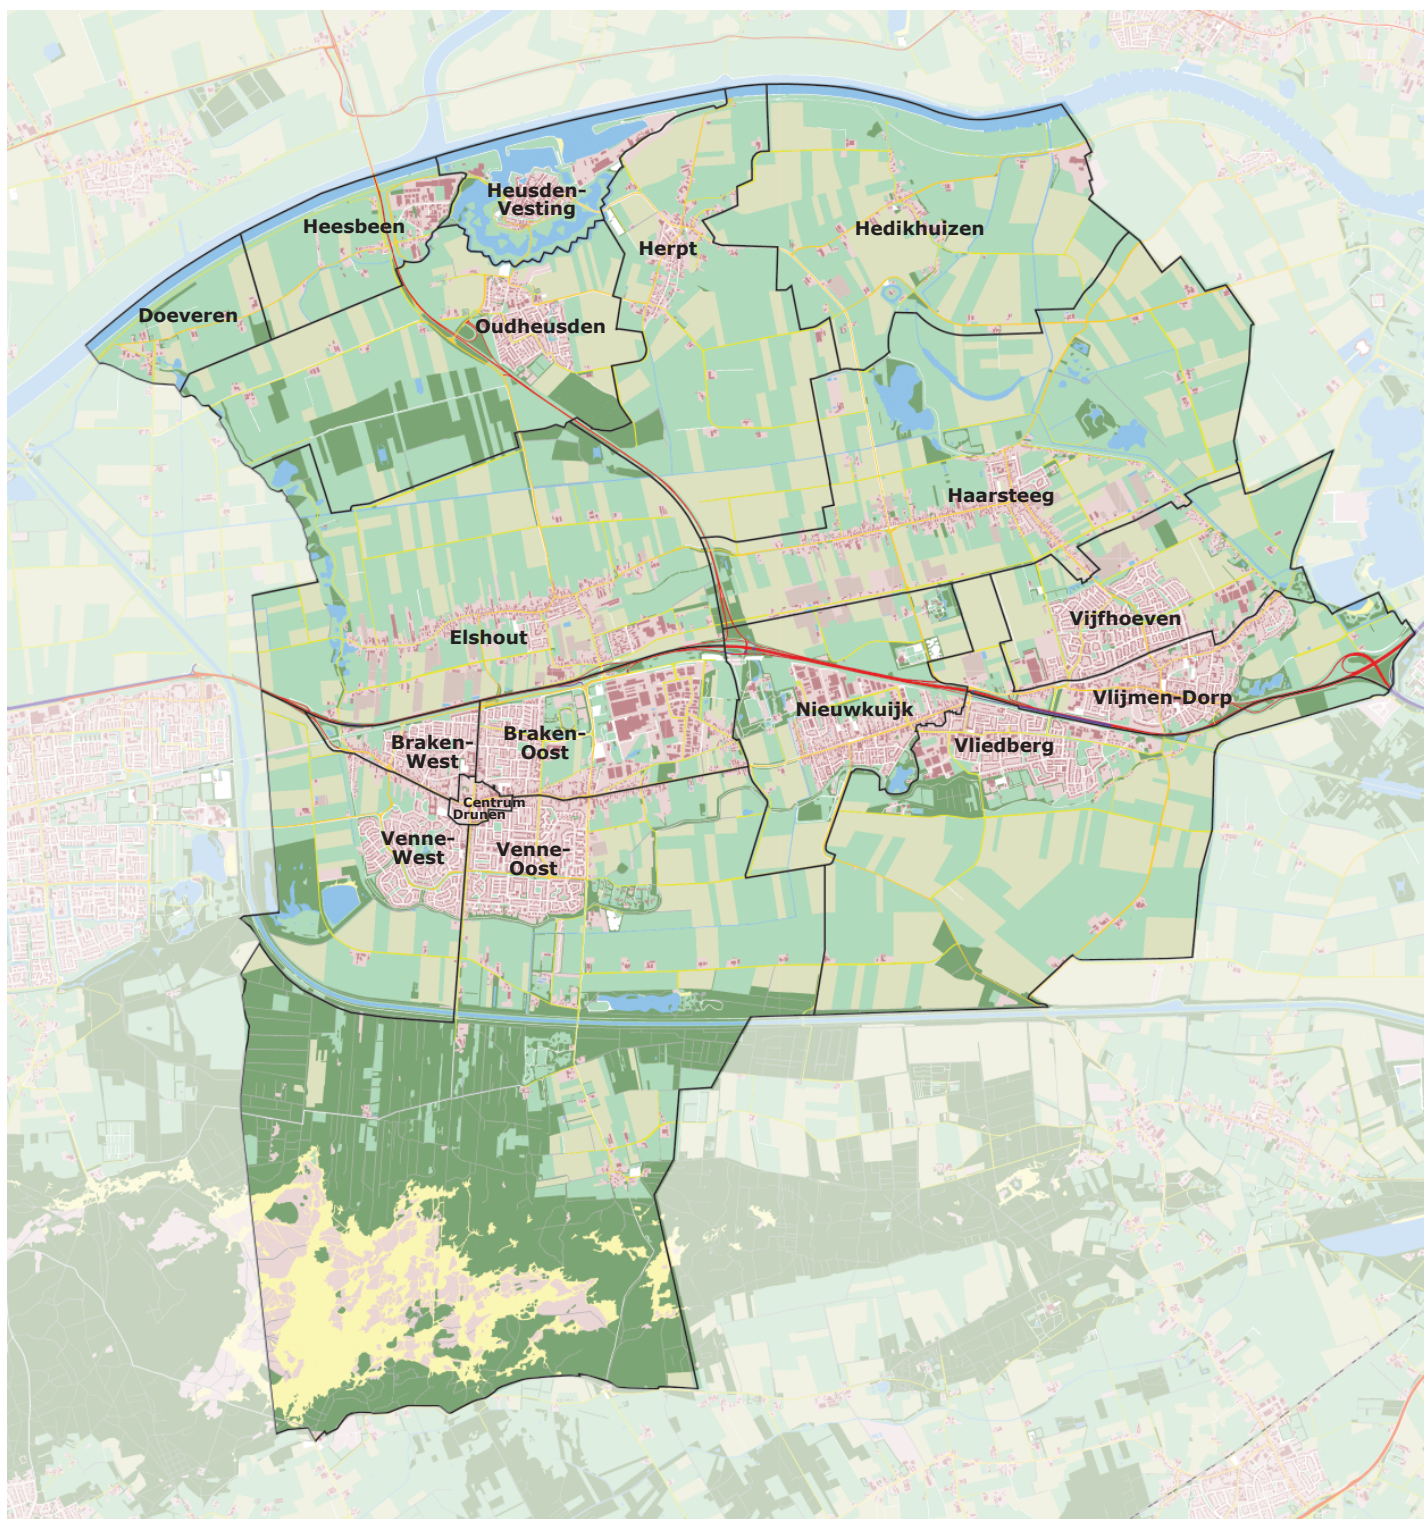 Heusden-
Vesting
Heesbeen
Hedikhuizen
Herpt
Doeveren
Oudheusden
Haarsteeg
Vijfhoeven
Elshout
Vlijmen-Dorp
Nieuwkuijk
Braken-
West
Braken-
Oost
Vliedberg
Centrum
Drunen
Venne-
West
Venne-
Oost